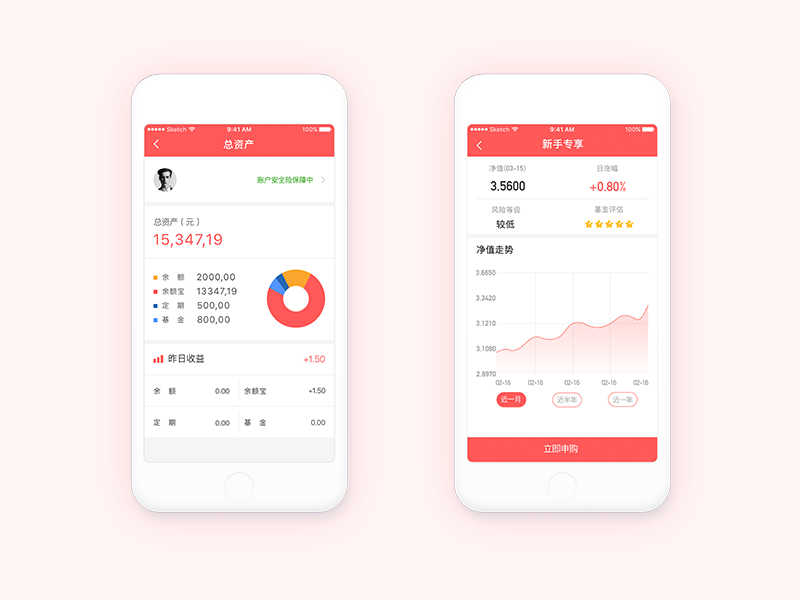 Sketch 9:41 AM 100%
总资产
账户安全险保障中
总资产（元）
15,347,19
余 额 2000,00
余额宝 13347,19
定 期 500,00
基 金 800,00
昨日收益 +1.50
余 额 0.00 余额宝 +1.50
定 期 0.00 基 金 0.00
Sketch 9:41 AM 100%
新手专享
净值(03-15) 日涨幅
3.5600 +0.80%
风险等级 基金评估
较低
净值走势
3.6650
3.3420
3.1210
3.1080
2.8970
02-16 02-16 02-16 02-16 02-16
近一月 近半年 近一年
立即申购